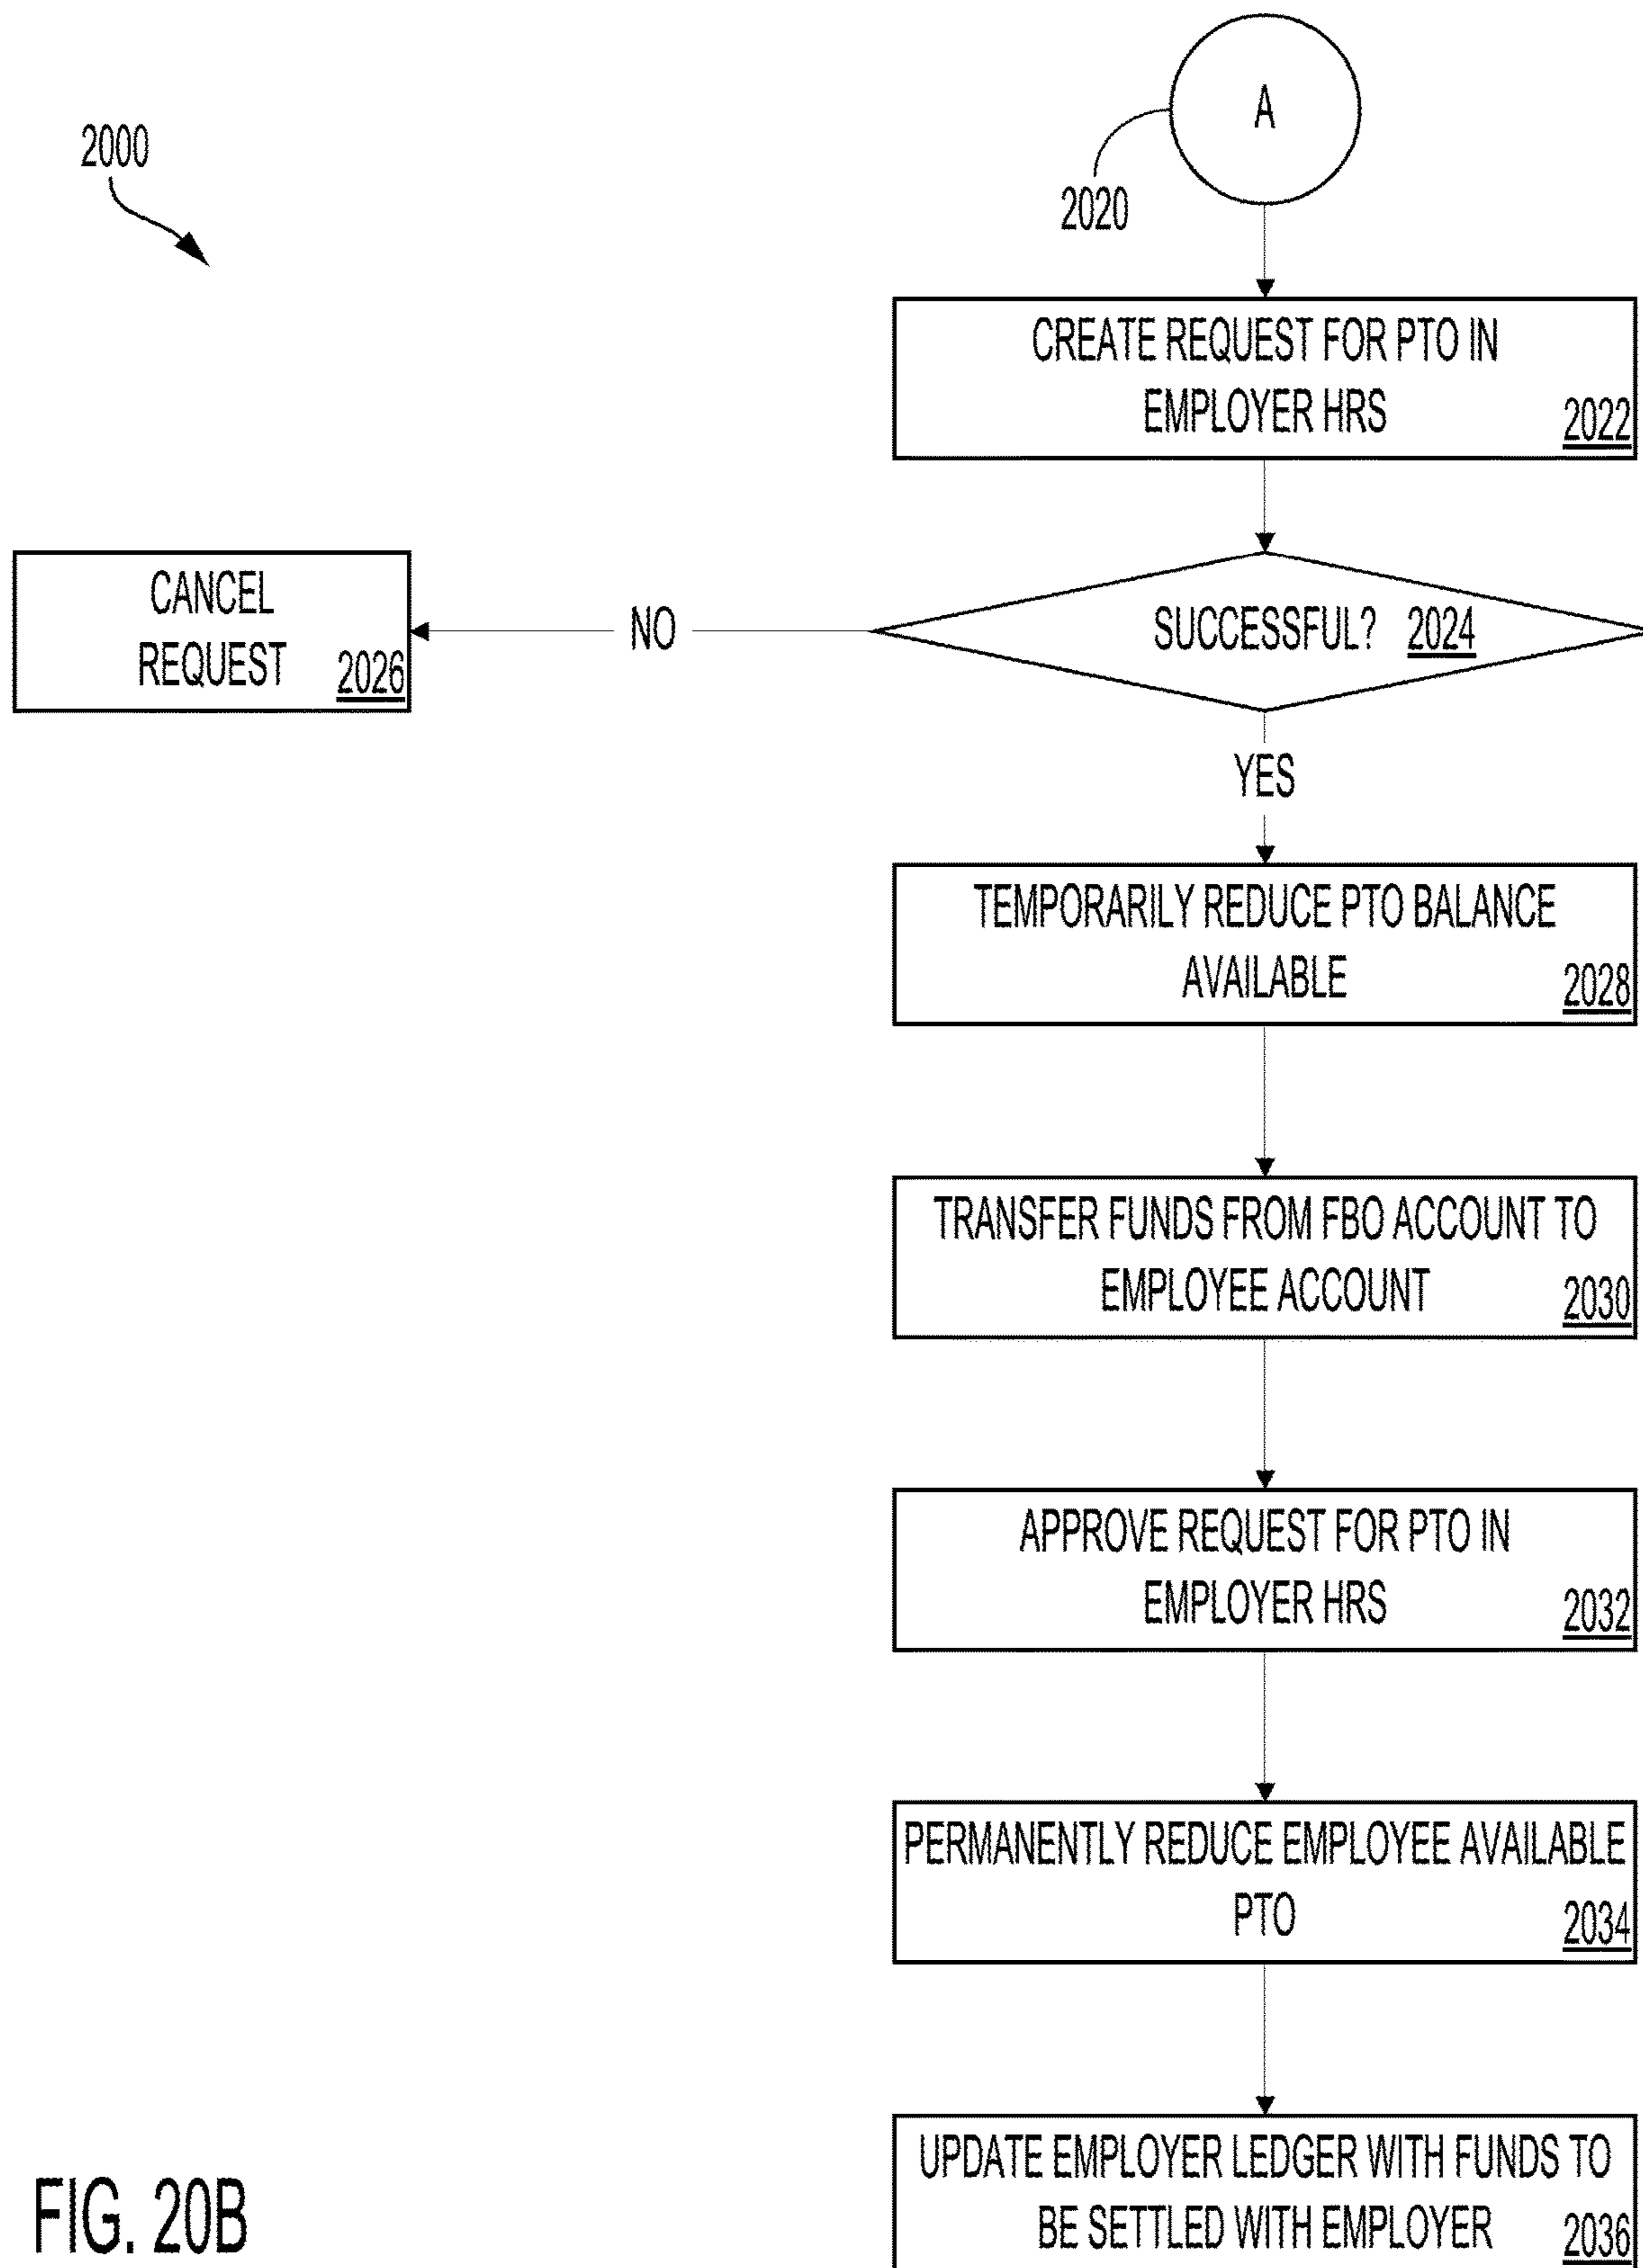 A
2000
2020
CREATE REQUEST FOR PTO IN
EMPLOYER HRS
2022
CANCEL
REQUEST
2026
NO
SUCCESSFUL? 2024
YES
TEMPORARILY REDUCE PTO BALANCE
AVAILABLE
2028
TRANSFER FUNDS FROM FBO ACCOUNT TO
EMPLOYEE ACCOUNT
2030
APPROVE REQUEST FOR PTO IN
EMPLOYER HRS
2032
PERMANENTLY REDUCE EMPLOYEE AVAILABLE
PTO
2034
UPDATE EMPLOYER LEDGER WITH FUNDS TO
BE SETTLED WITH EMPLOYER
2036
FIG. 20B